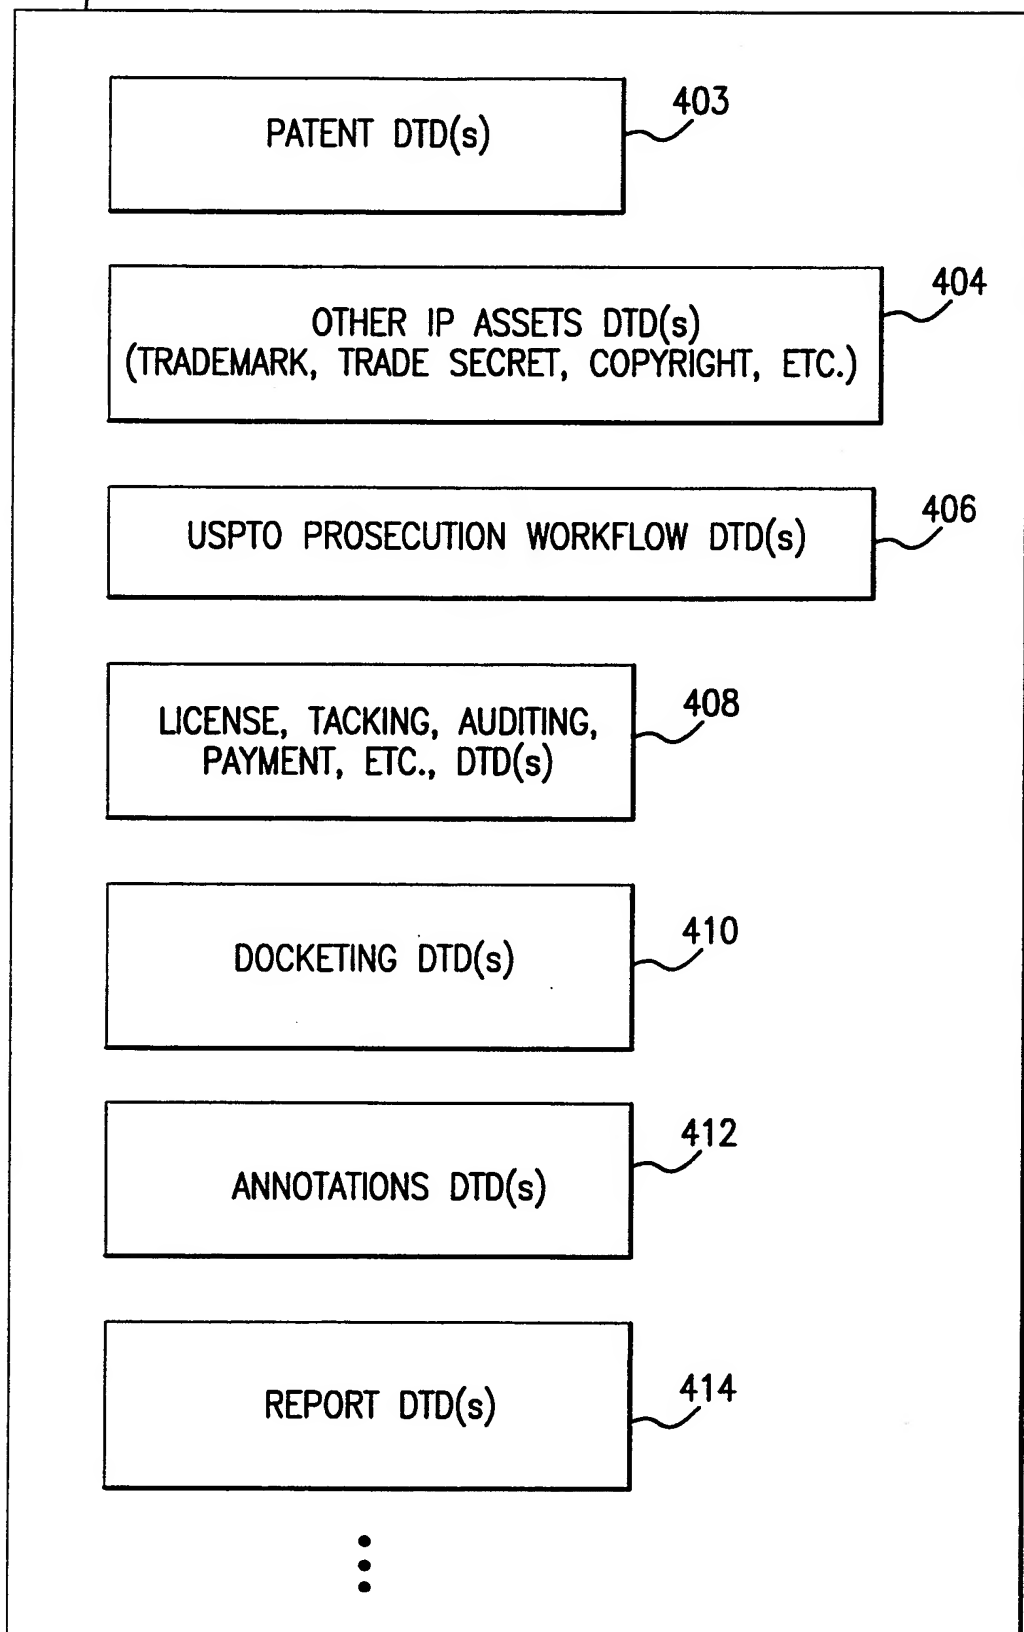 PATENT DTD(s)
403
OTHER IP ASSETS DTD(s)
(TRADEMARK, TRADE SECRET, COPYRIGHT, ETC.)
404
USPTO PROSECUTION WORKFLOW DTD(s)
406
LICENSE, TACKING, AUDITING,
PAYMENT, ETC., DTD(s)
408
DOCKETING DTD(s)
410
ANNOTATIONS DTD(s)
412
REPORT DTD(s)
414